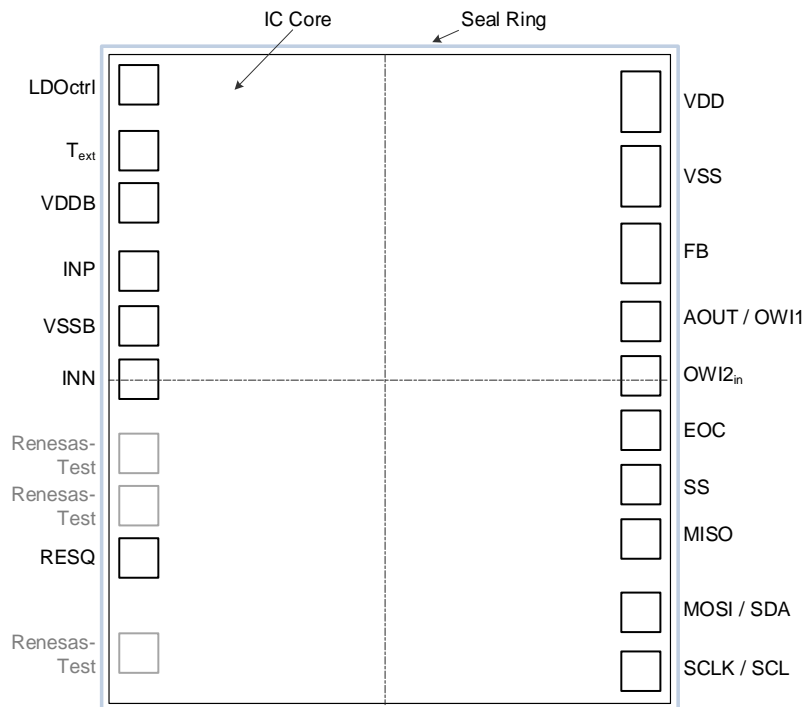 IC Core
Seal Ring
LDOctrl
Text
VDDB
INP
VSSB
INN
Renesas-
Test
Renesas-
Test
RESQ
Renesas-
Test
VDD
VSS
FB
AOUT / OWI1
OWI2in
EOC
SS
MISO
MOSI / SDA
SCLK / SCL